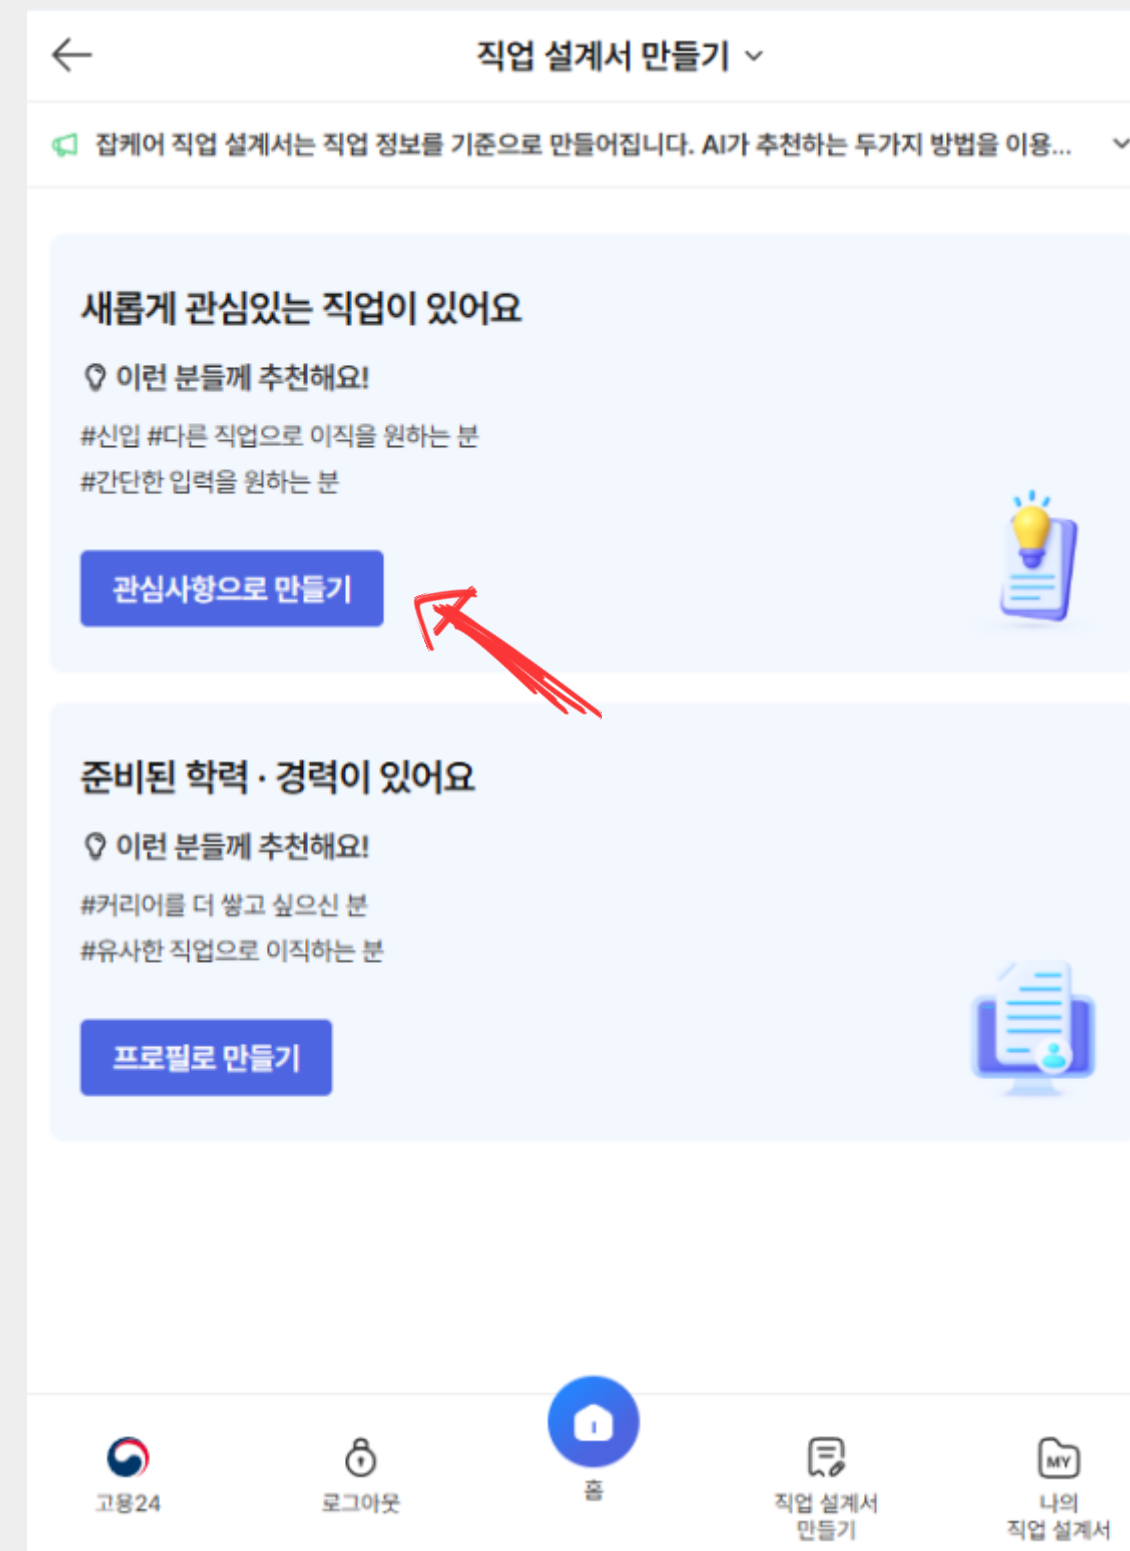 직업 설계서 만들기
잡케어 직업 설계서는 직업 정보를 기준으로 만들어집니다. AI가 추천하는 두가지 방법을 이용...
새롭게 관심있는 직업이 있어요
이런 분들께 추천해요!
#신입 #다른 직업으로 이직을 원하는 분
#간단한 입력을 원하는 분
관심사항으로 만들기
준비된 학력 · 경력이 있어요
이런 분들께 추천해요!
#커리어를 더 쌓고 싶으신 분
#유사한 직업으로 이직하는 분
프로필로 만들기
고용24
로그아웃
홈
직업 설계서
만들기
MY
나의
직업 설계서